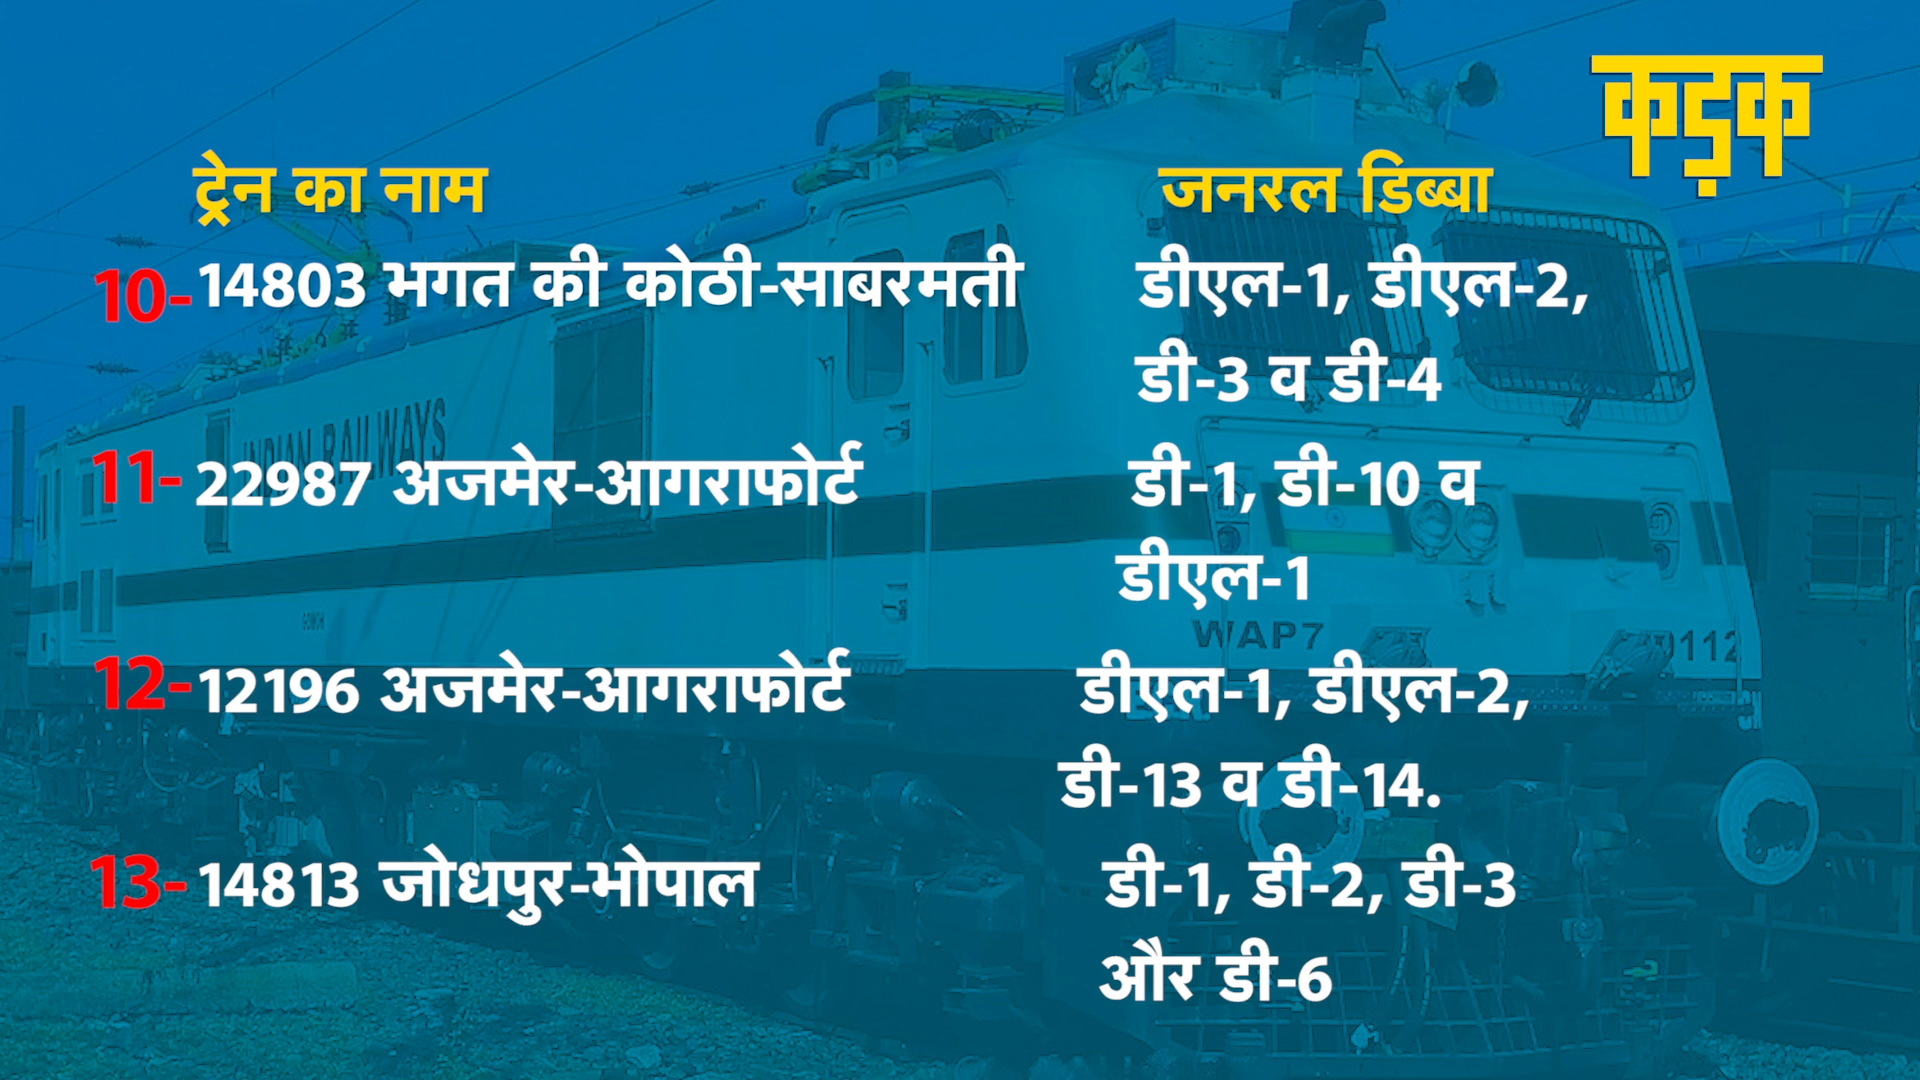 कड़क
ट्रेन का नाम जनरल डिब्बा
10- 14803 भगत की कोठी-साबरमती डीएल-1, डीएल-2,
डी-3 व डी-4
INDIAN RAILWAYS
11- 22987 अजमेर-आगराफोर्ट डी-1, डी-10 व
डीएल-1
GOMOH
WAP7
12- 12196 अजमेर-आगराफोर्ट डीएल-1, डीएल-2,
डी-13 व डी-14.
13- 14813 जोधपुर-भोपाल डी-1, डी-2, डी-3
और डी-6